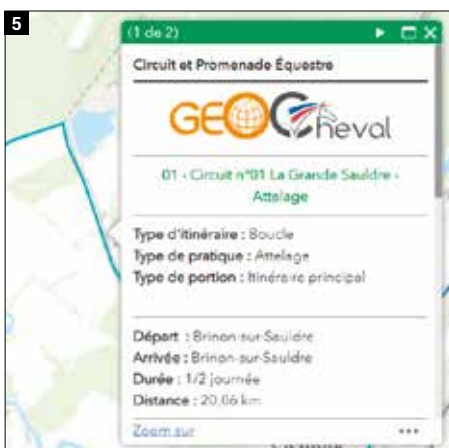 5
(1 de 2)
Circuit et Promenade Équestre
GEOCheval
01 - Circuit n°01 La Grande Sauldre -
Attelage
Type d'itinéraire : Boucle
Type de pratique : Attelage
Type de portion : Itinéraire principal
Départ : Brinon-sur-Sauldre
Arrivée : Brinon-sur-Sauldre
Durée : 1/2 journée
Distance : 20,06 km
Zoom sur